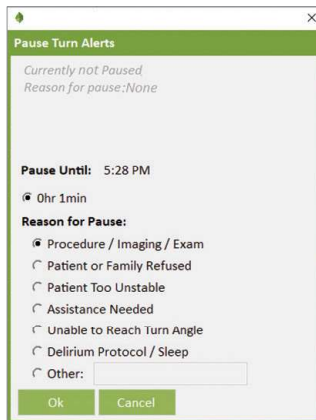 Pause Turn Alerts
Currently not Paused
Reason for pause:None
Pause Until: 5:28 PM
0hr 1min
Reason for Pause:
Procedure / Imaging / Exam
Patient or Family Refused
Patient Too Unstable
Assistance Needed
Unable to Reach Turn Angle
Delirium Protocol / Sleep
Other:
Ok Cancel